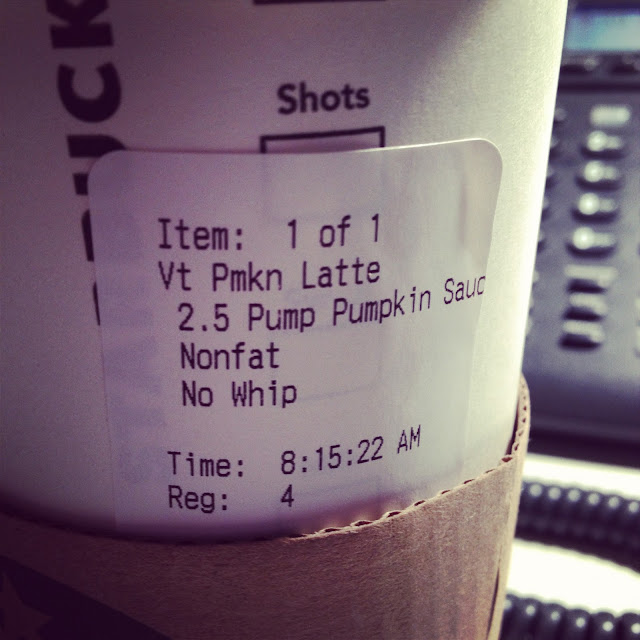 BUCK
Shots
Item: 1 of 1
Vt Pmkn Latte
2.5 Pump Pumpkin Sauc
Nonfat
No Whip
Time: 8:15:22 AM
Reg: 4